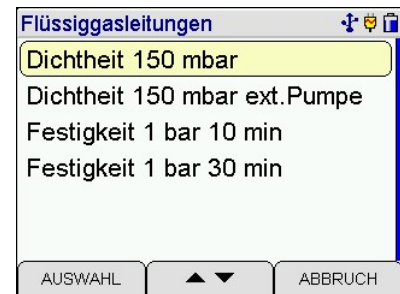 Flüssiggasleitungen
Dichtheit 150 mbar
Dichtheit 150 mbar ext.Pumpe
Festigkeit 1 bar 10 min
Festigkeit 1 bar 30 min
AUSWAHL ▲ ▼ ABBRUCH